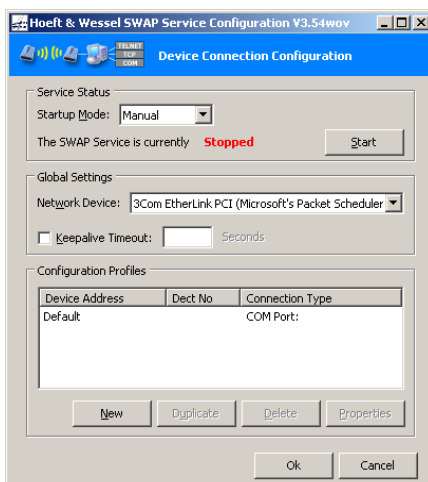 Hoeft & Wessel SWAP Service Configuration V3.54wov
TELNET
TCP
COM
Device Connection Configuration
Service Status
Startup Mode: Manual
The SWAP Service is currently Stopped Start
Global Settings
Network Device: 3Com EtherLink PCI (Microsoft's Packet Scheduler
Keepalive Timeout: Seconds
Configuration Profiles
Device Address Dect No Connection Type
Default COM Port:
New Duplicate Delete Properties
Ok Cancel